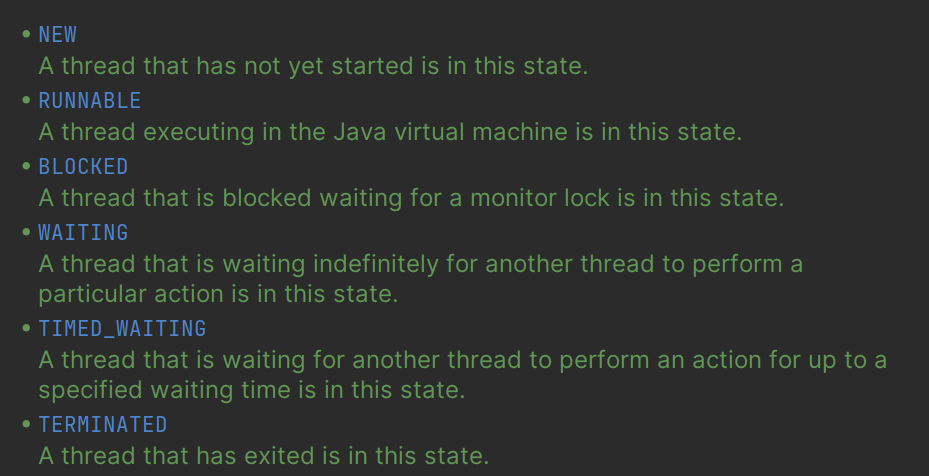 • NEW
A thread that has not yet started is in this state.
• RUNNABLE
A thread executing in the Java virtual machine is in this state.
• BLOCKED
A thread that is blocked waiting for a monitor lock is in this state.
• WAITING
A thread that is waiting indefinitely for another thread to perform a
particular action is in this state.
• TIMED_WAITING
A thread that is waiting for another thread to perform an action for up to a
specified waiting time is in this state.
• TERMINATED
A thread that has exited is in this state.